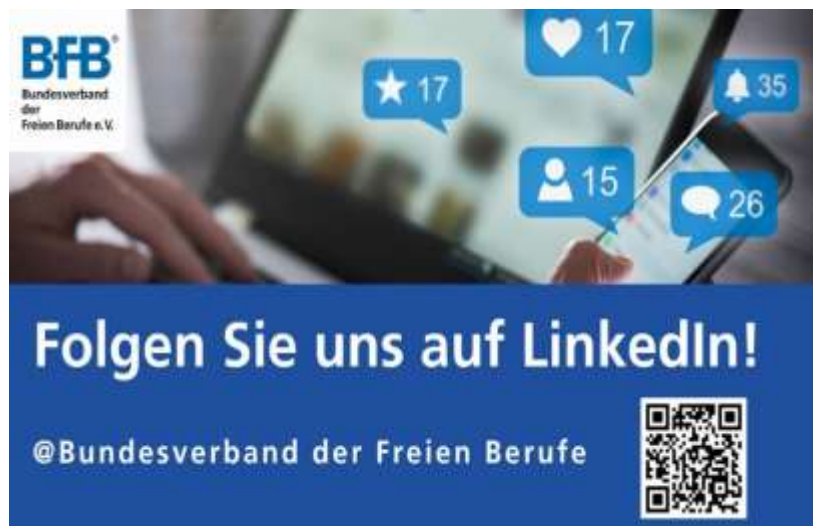 BFB®
Bundesverband
der
Freien Berufe e. V.
17
17
35
15
26
Folgen Sie uns auf LinkedIn!
@Bundesverband der Freien Berufe